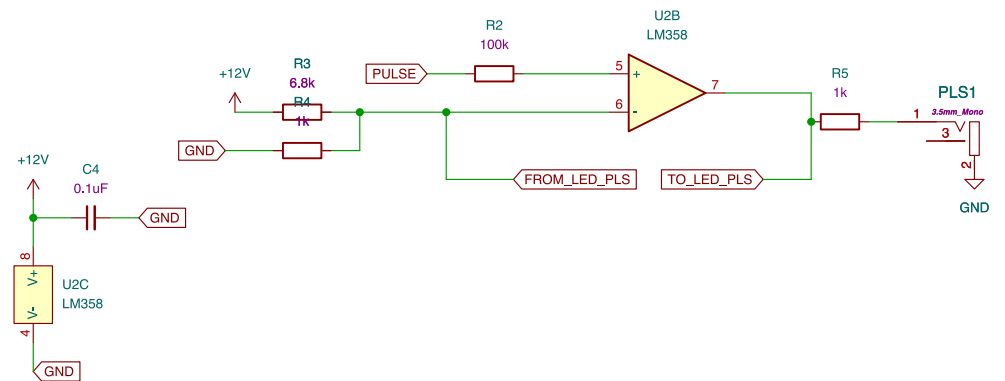 U2B
LM358
R2
100k
PULSE
5
+
6
-
7
+12V
R3
6.8k
R4
1k
GND
FROM_LED_PLS
TO_LED_PLS
R5
1k
PLS1
3.5mm_Mono
1
3
2
GND
+12V
C4
0.1uF
GND
8
V+
V-
4
U2C
LM358
GND